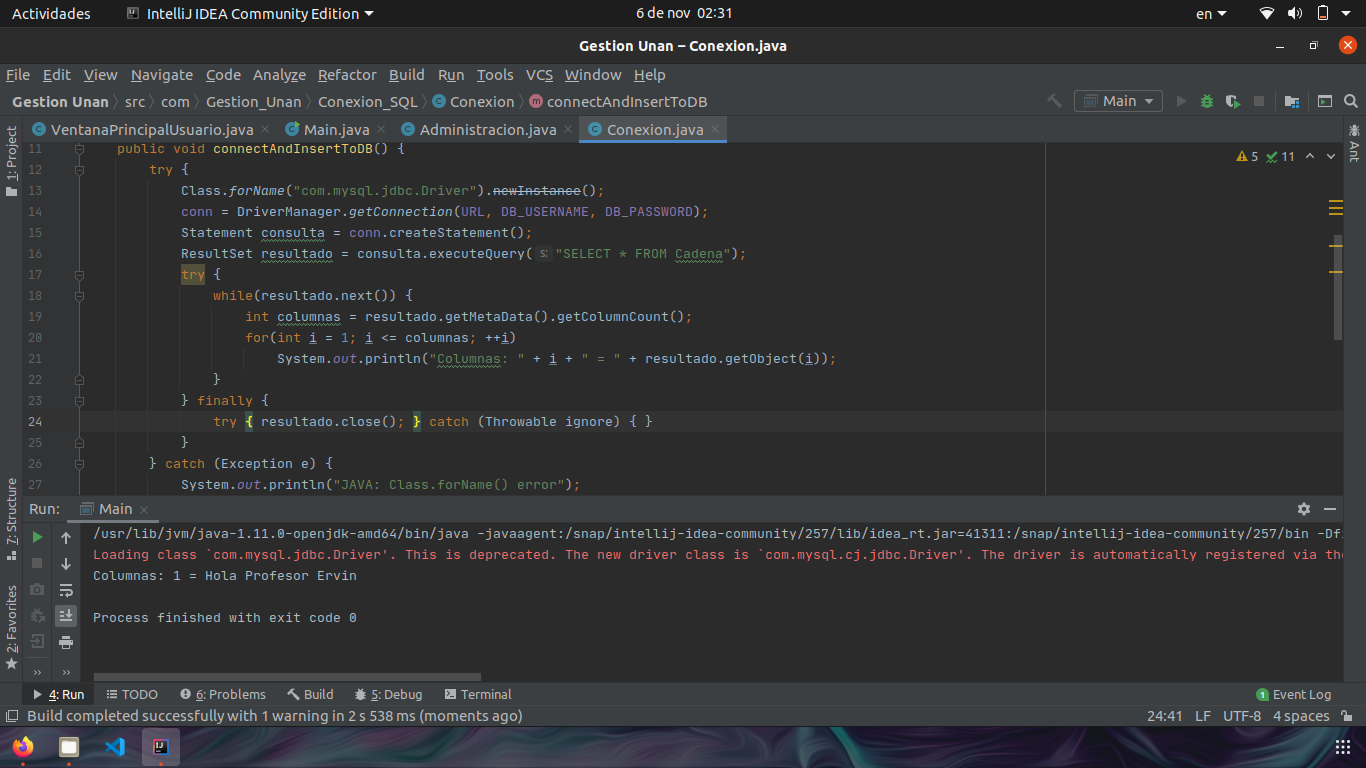 Actividades IntelliJ IDEA Community Edition 6 de nov 02:31 en
Gestion Unan – Conexion.java
File Edit View Navigate Code Analyze Refactor Build Run Tools VCS Window Help
Gestion Unan src com Gestion_Unan Conexion_SQL Conexion connectAndInsertToDB Main
VentanaPrincipalUsuario.java Main.java Administracion.java Conexion.java
1: Project
Ant
5 11
11 public void connectAndInsertToDB() {
12 try {
13 Class.forName("com.mysql.jdbc.Driver").newInstance();
14 conn = DriverManager.getConnection(URL, DB_USERNAME, DB_PASSWORD);
15 Statement consulta = conn.createStatement();
16 ResultSet resultado = consulta.executeQuery( s: "SELECT * FROM Cadena");
17 try {
18 while(resultado.next()) {
19 int columnas = resultado.getMetaData().getColumnCount();
20 for(int i = 1; i <= columnas; ++i)
21 System.out.println("Columnas: " + i + " = " + resultado.getObject(i));
22 }
23 } finally {
24 try { resultado.close(); } catch (Throwable ignore) { }
25 }
26 } catch (Exception e) {
27 System.out.println("JAVA: Class.forName() error");
7: Structure
2: Favorites
Run: Main
/usr/lib/jvm/java-1.11.0-openjdk-amd64/bin/java -javaagent:/snap/intellij-idea-community/257/lib/idea_rt.jar=41311:/snap/intellij-idea-community/257/bin -Df
Loading class `com.mysql.jdbc.Driver'. This is deprecated. The new driver class is `com.mysql.cj.jdbc.Driver'. The driver is automatically registered via the
Columnas: 1 = Hola Profesor Ervin
Process finished with exit code 0
4: Run TODO 6: Problems Build 5: Debug Terminal 1 Event Log
Build completed successfully with 1 warning in 2 s 538 ms (moments ago) 24:41 LF UTF-8 4 spaces